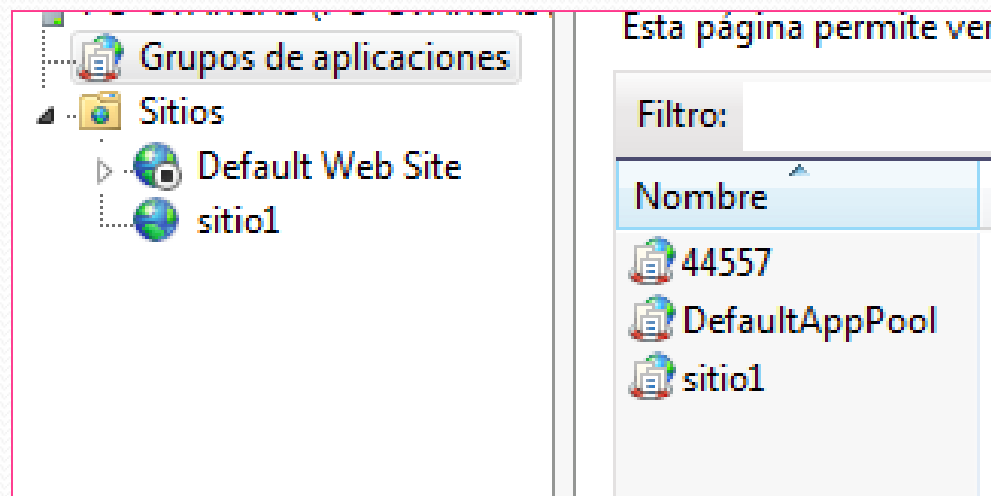 Grupos de aplicaciones
Sitios
Default Web Site
sitio1
Esta página permite ver
Filtro:
Nombre
44557
DefaultAppPool
sitio1